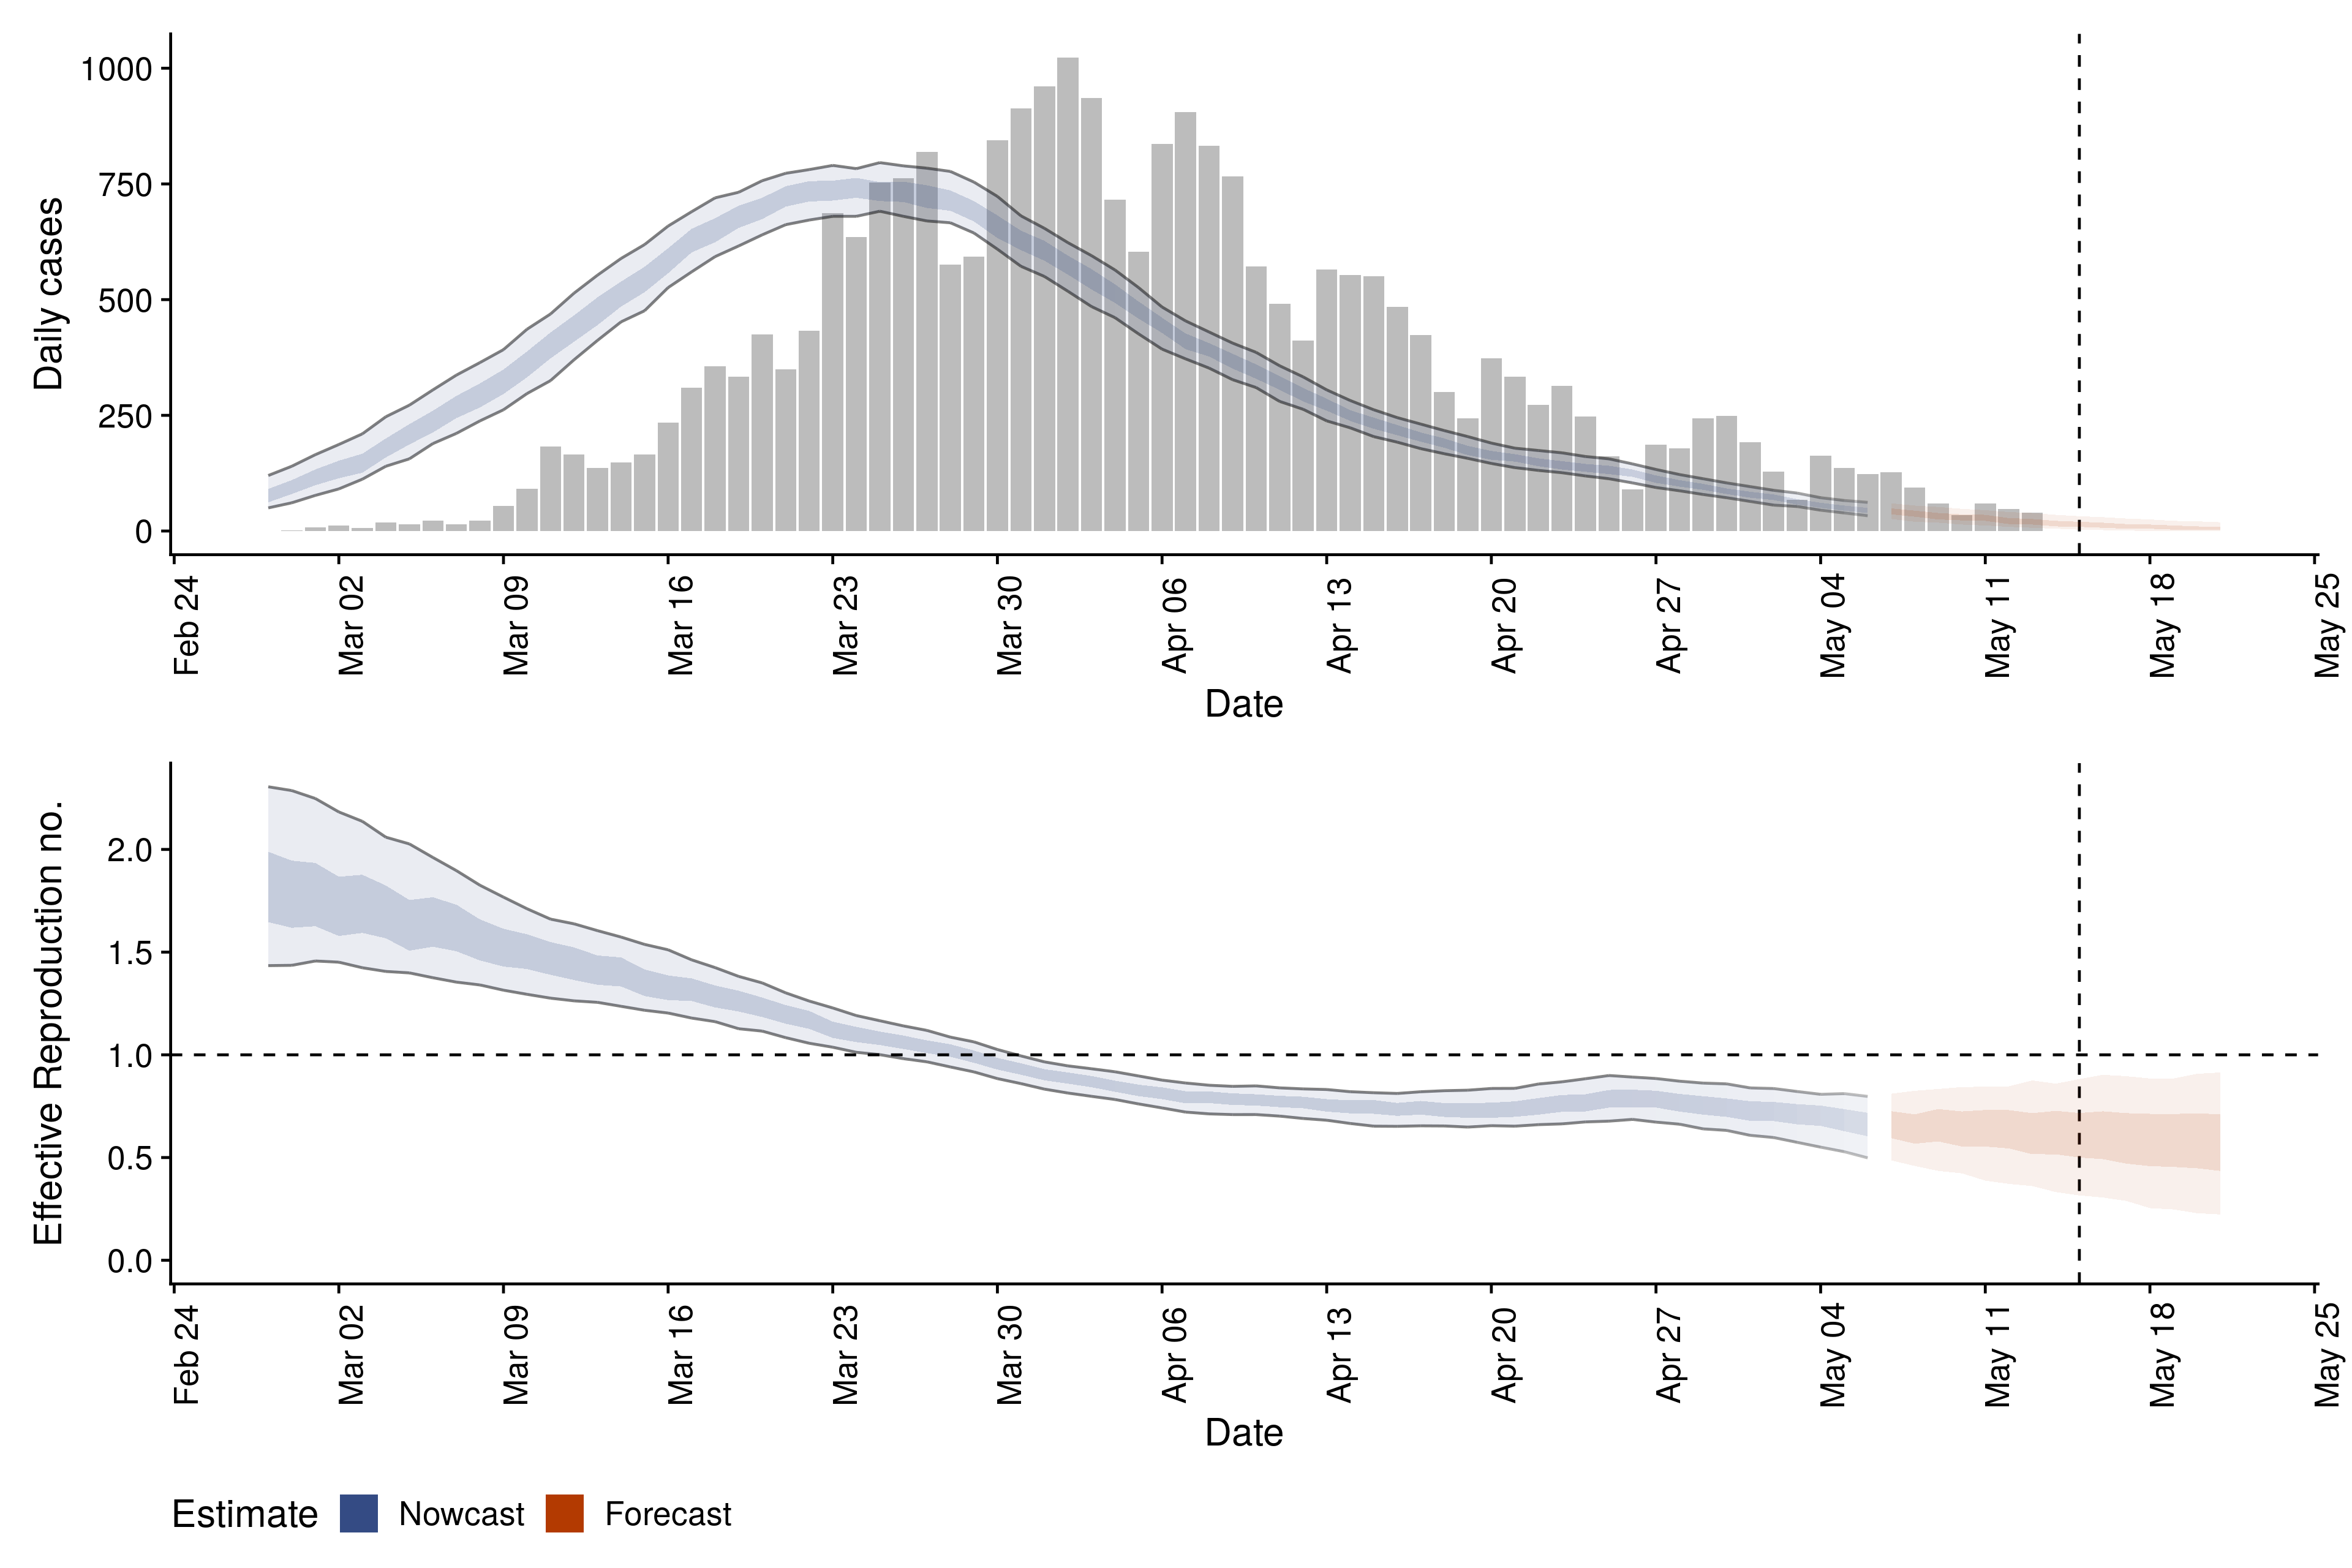 Daily cases
1000
750
500
250
0
Feb 24
Mar 02
Mar 09
Mar 16
Mar 23
Mar 30
Apr 06
Apr 13
Apr 20
Apr 27
May 04
May 11
May 18
May 25
Date
Effective Reproduction no.
2.0
1.5
1.0
0.5
0.0
Feb 24
Mar 02
Mar 09
Mar 16
Mar 23
Mar 30
Apr 06
Apr 13
Apr 20
Apr 27
May 04
May 11
May 18
May 25
Date
Estimate Nowcast Forecast